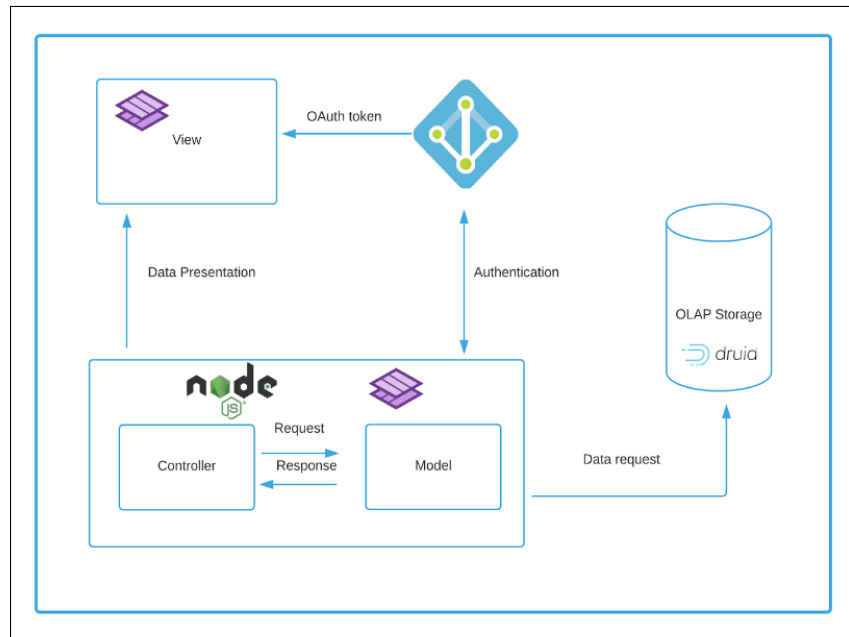 OAuth token
View
Data Presentation
Authentication
OLAP Storage
druid
node
JS
Request
Controller
Response
Model
Data request